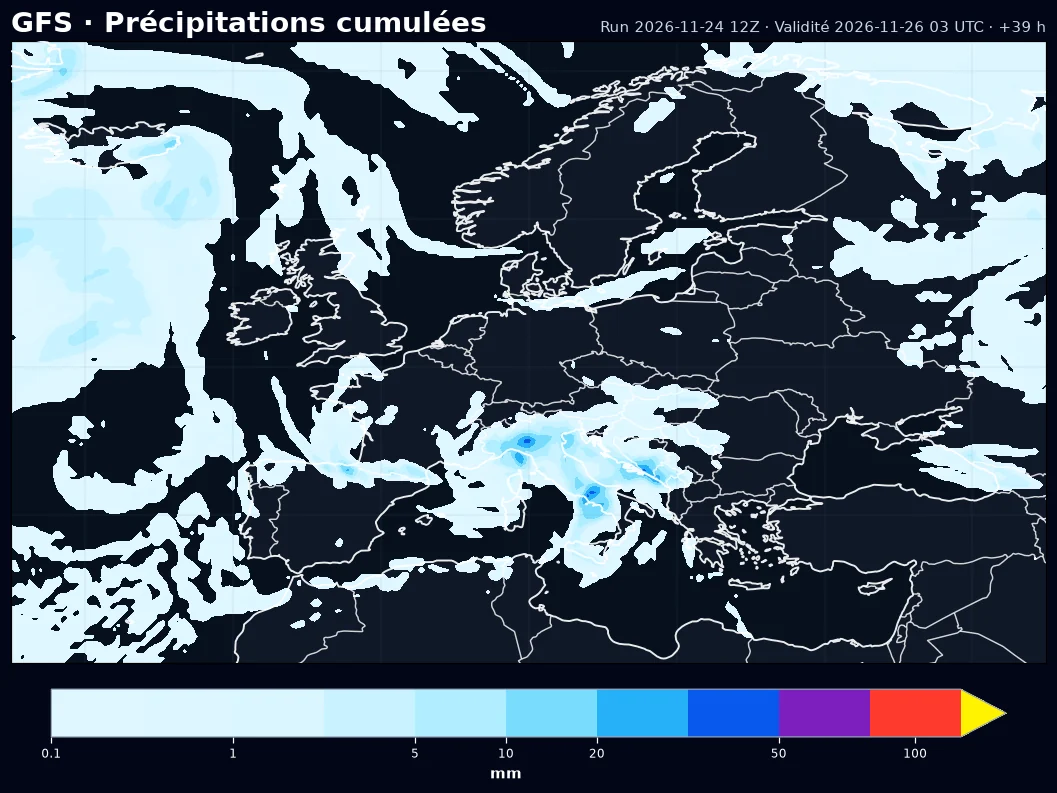 GFS · Précipitations cumulées
Run 2026-11-24 12Z · Validité 2026-11-26 03 UTC · +39 h
0.1 1 5 10 20 50 100
mm